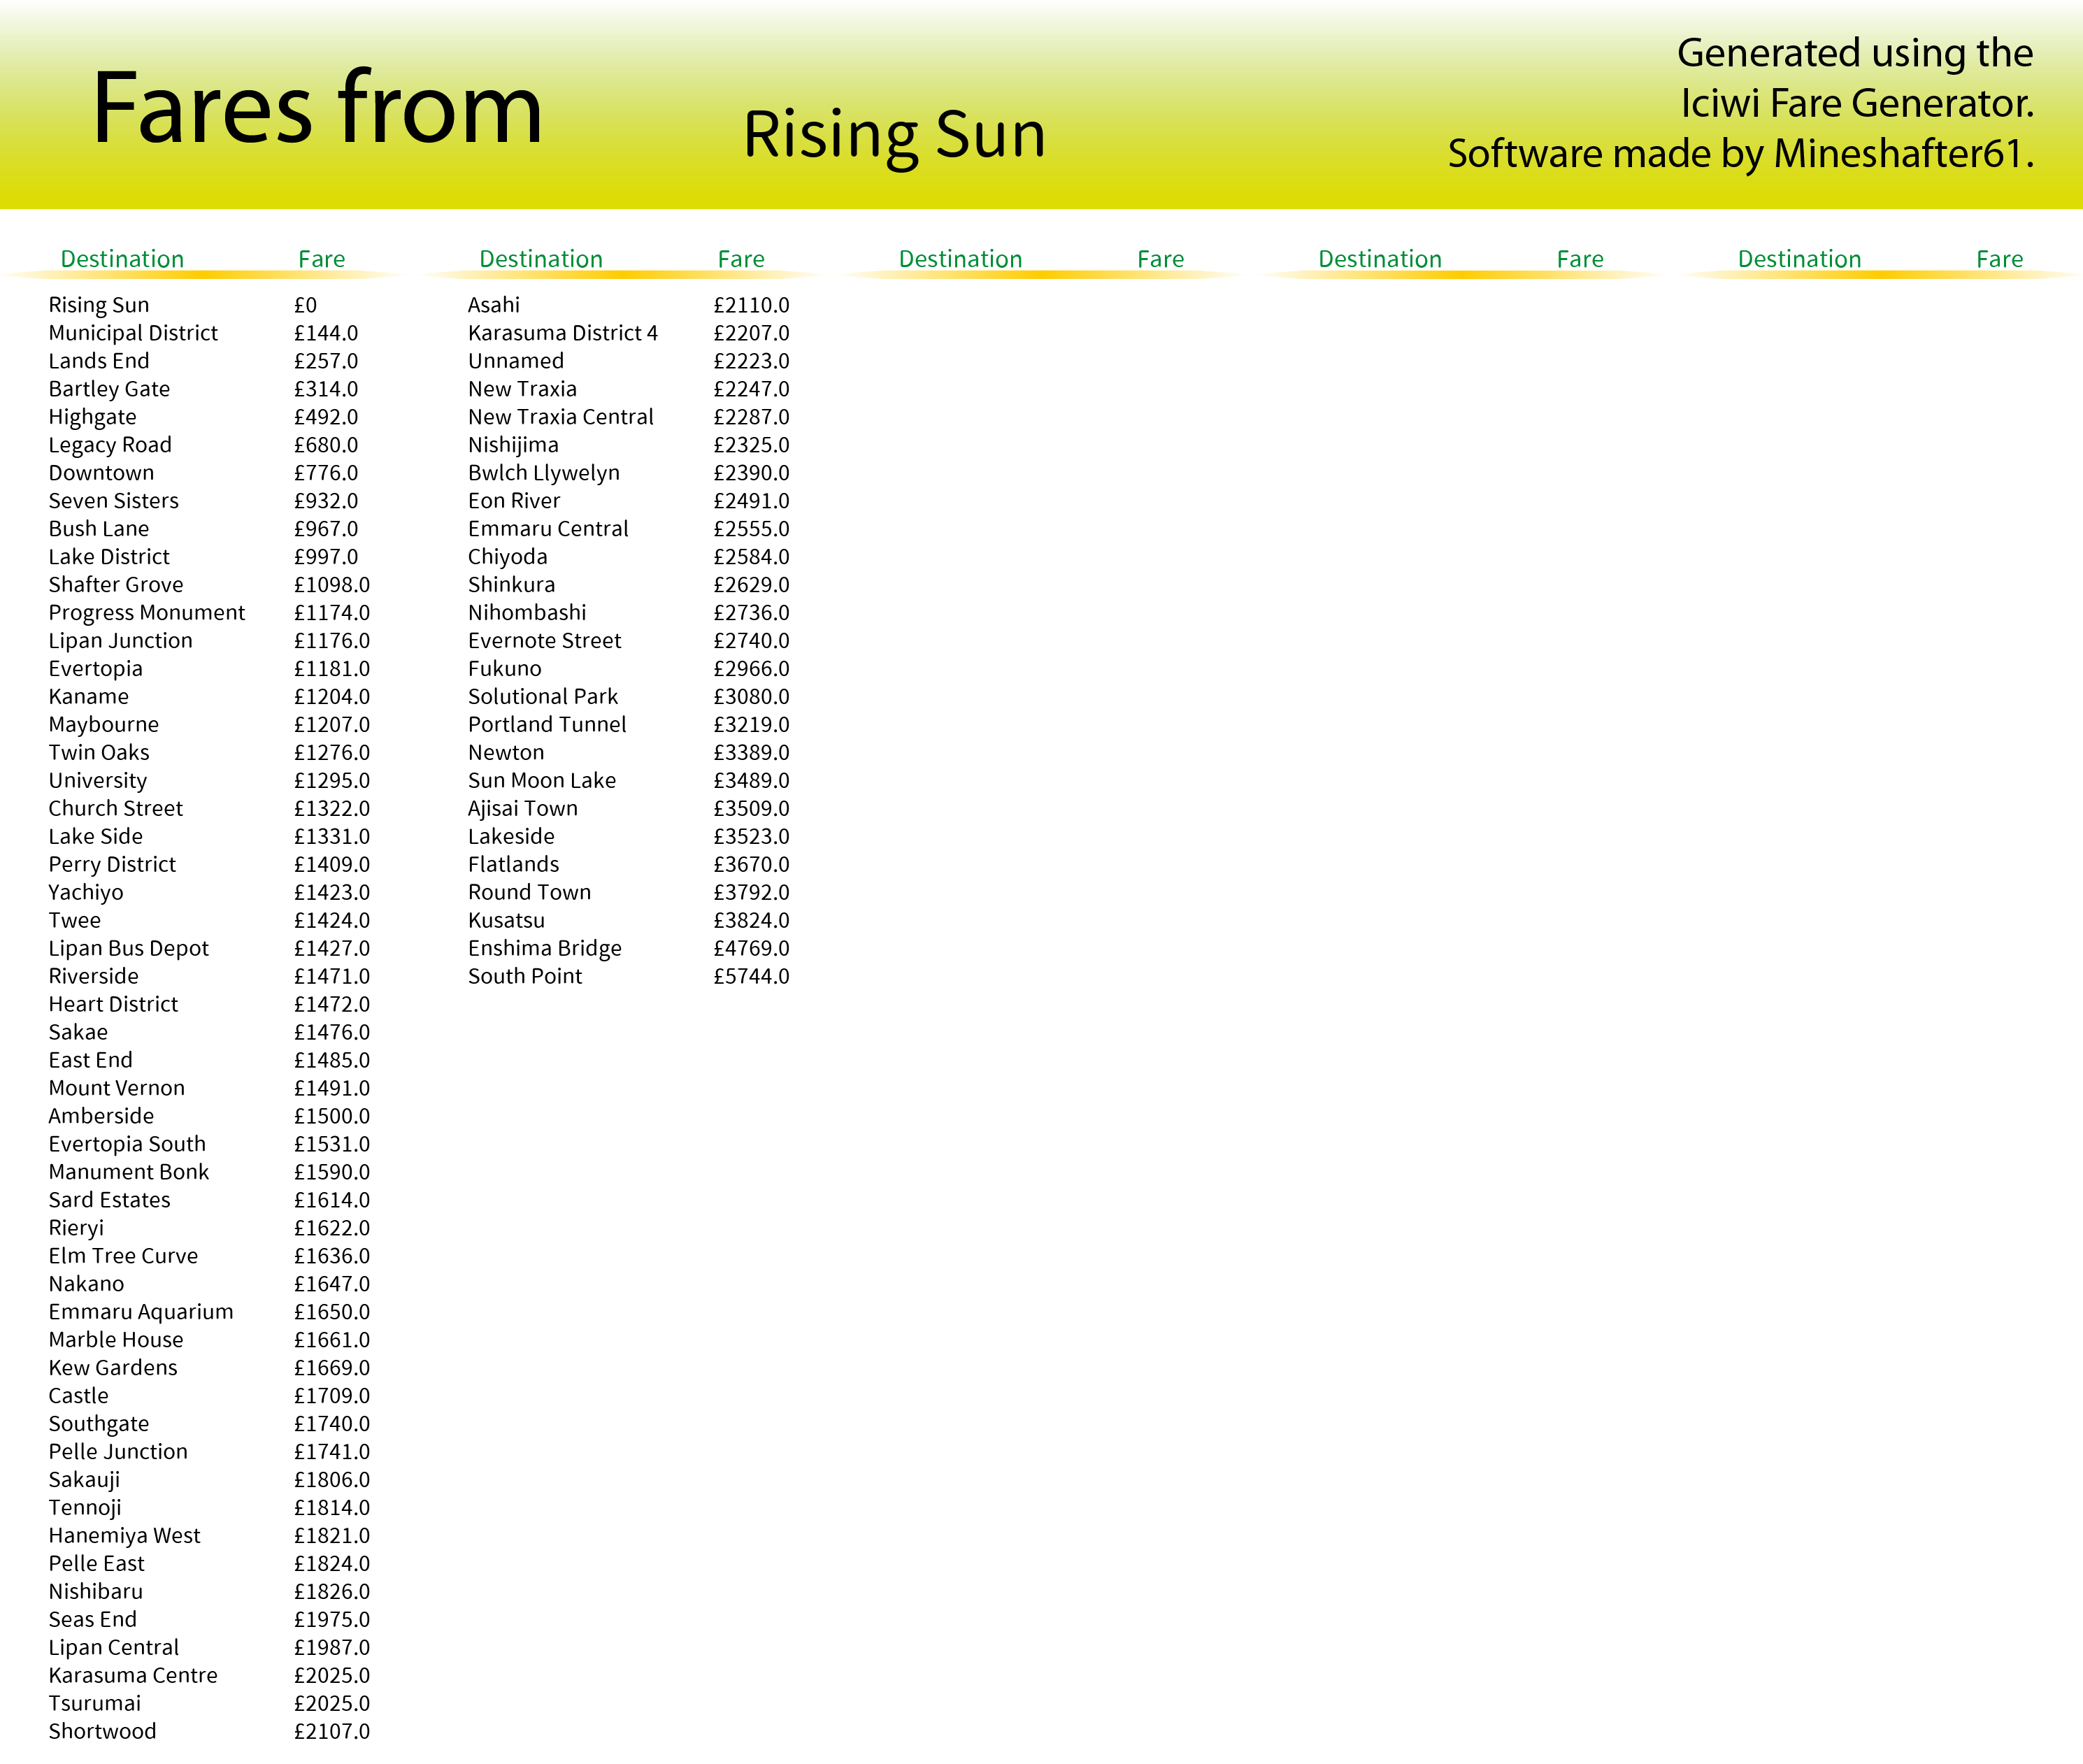 Fares from
Rising Sun
Generated using the
Iciwi Fare Generator.
Software made by Mineshafter61.
Destination Fare
Rising Sun £0
Municipal District £144.0
Lands End £257.0
Bartley Gate £314.0
Highgate £492.0
Legacy Road £680.0
Downtown £776.0
Seven Sisters £932.0
Bush Lane £967.0
Lake District £997.0
Shafter Grove £1098.0
Progress Monument £1174.0
Lipan Junction £1176.0
Evertopia £1181.0
Kaname £1204.0
Maybourne £1207.0
Twin Oaks £1276.0
University £1295.0
Church Street £1322.0
Lake Side £1331.0
Perry District £1409.0
Yachiyo £1423.0
Twee £1424.0
Lipan Bus Depot £1427.0
Riverside £1471.0
Heart District £1472.0
Sakae £1476.0
East End £1485.0
Mount Vernon £1491.0
Amberside £1500.0
Evertopia South £1531.0
Manument Bonk £1590.0
Sard Estates £1614.0
Rieryi £1622.0
Elm Tree Curve £1636.0
Nakano £1647.0
Emmaru Aquarium £1650.0
Marble House £1661.0
Kew Gardens £1669.0
Castle £1709.0
Southgate £1740.0
Pelle Junction £1741.0
Sakauji £1806.0
Tennoji £1814.0
Hanemiya West £1821.0
Pelle East £1824.0
Nishibaru £1826.0
Seas End £1975.0
Lipan Central £1987.0
Karasuma Centre £2025.0
Tsurumai £2025.0
Shortwood £2107.0
Destination Fare
Asahi £2110.0
Karasuma District 4 £2207.0
Unnamed £2223.0
New Traxia £2247.0
New Traxia Central £2287.0
Nishijima £2325.0
Bwlch Llywelyn £2390.0
Eon River £2491.0
Emmaru Central £2555.0
Chiyoda £2584.0
Shinkura £2629.0
Nihombashi £2736.0
Evernote Street £2740.0
Fukuno £2966.0
Solutional Park £3080.0
Portland Tunnel £3219.0
Newton £3389.0
Sun Moon Lake £3489.0
Ajisai Town £3509.0
Lakeside £3523.0
Flatlands £3670.0
Round Town £3792.0
Kusatsu £3824.0
Enshima Bridge £4769.0
South Point £5744.0
Destination Fare
Destination Fare
Destination Fare